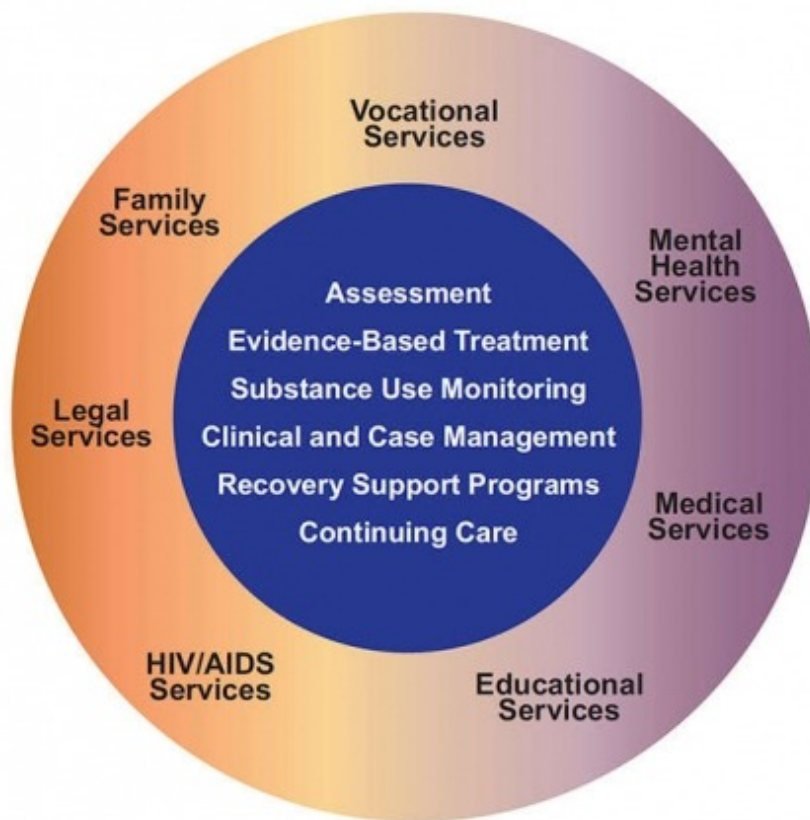 Vocational
Services
Family
Services
Mental
Health
Services
Assessment
Evidence-Based Treatment
Substance Use Monitoring
Clinical and Case Management
Recovery Support Programs
Continuing Care
Legal
Services
Medical
Services
HIV/AIDS
Services
Educational
Services